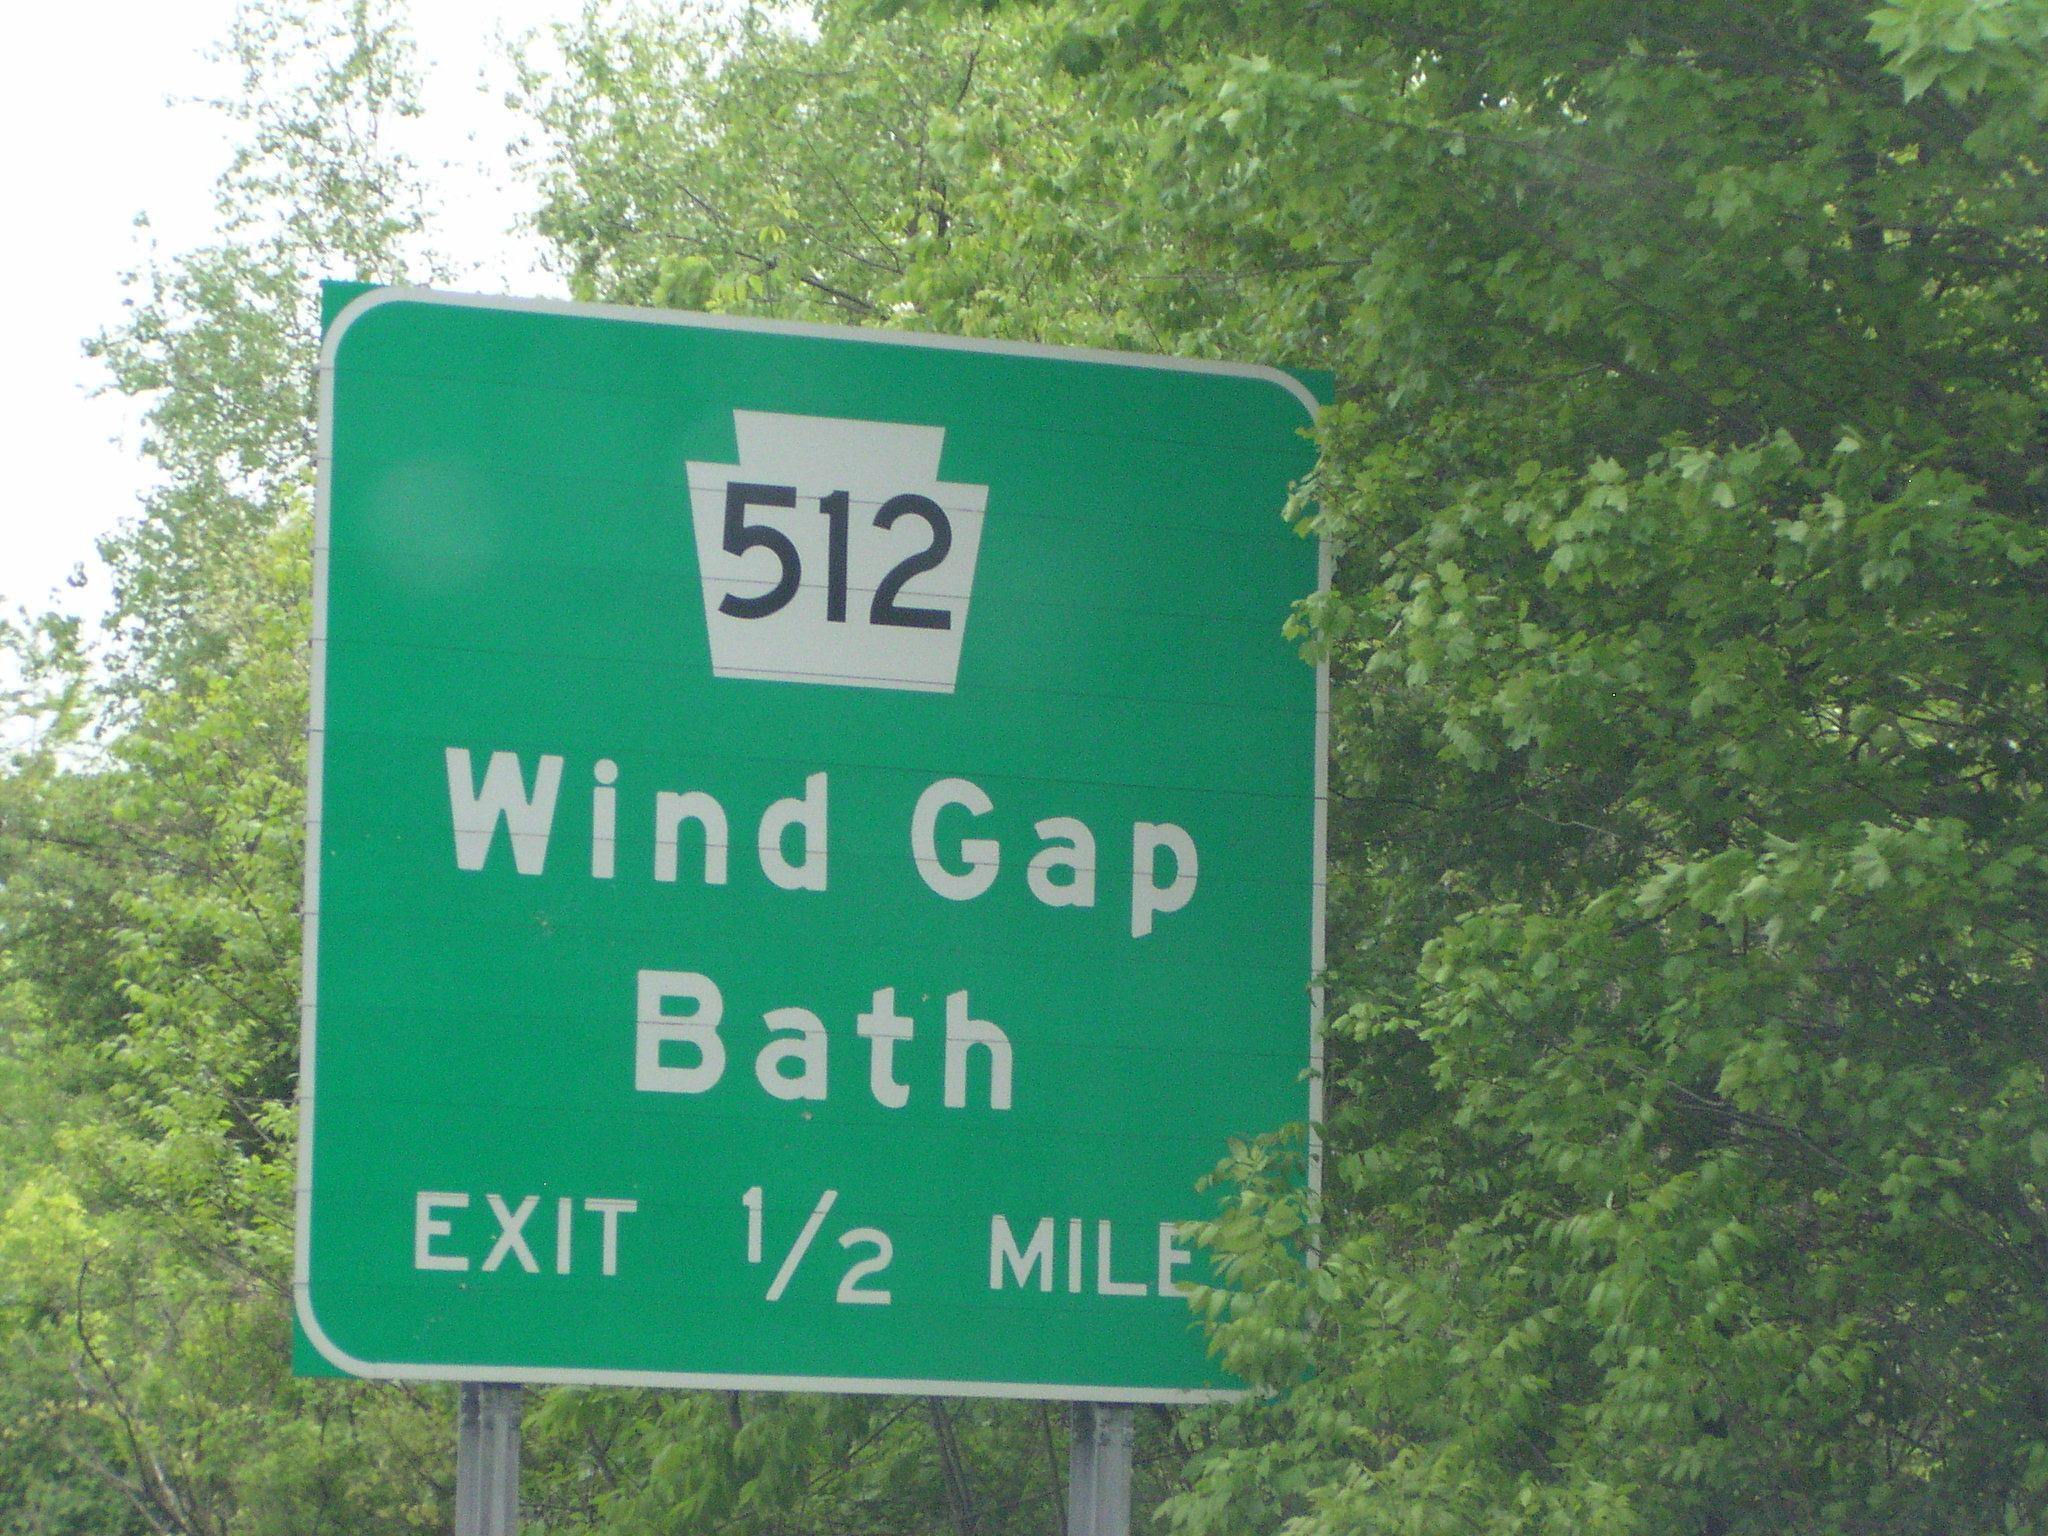 512
Wind Gap
Bath
EXIT 1/2 MILE